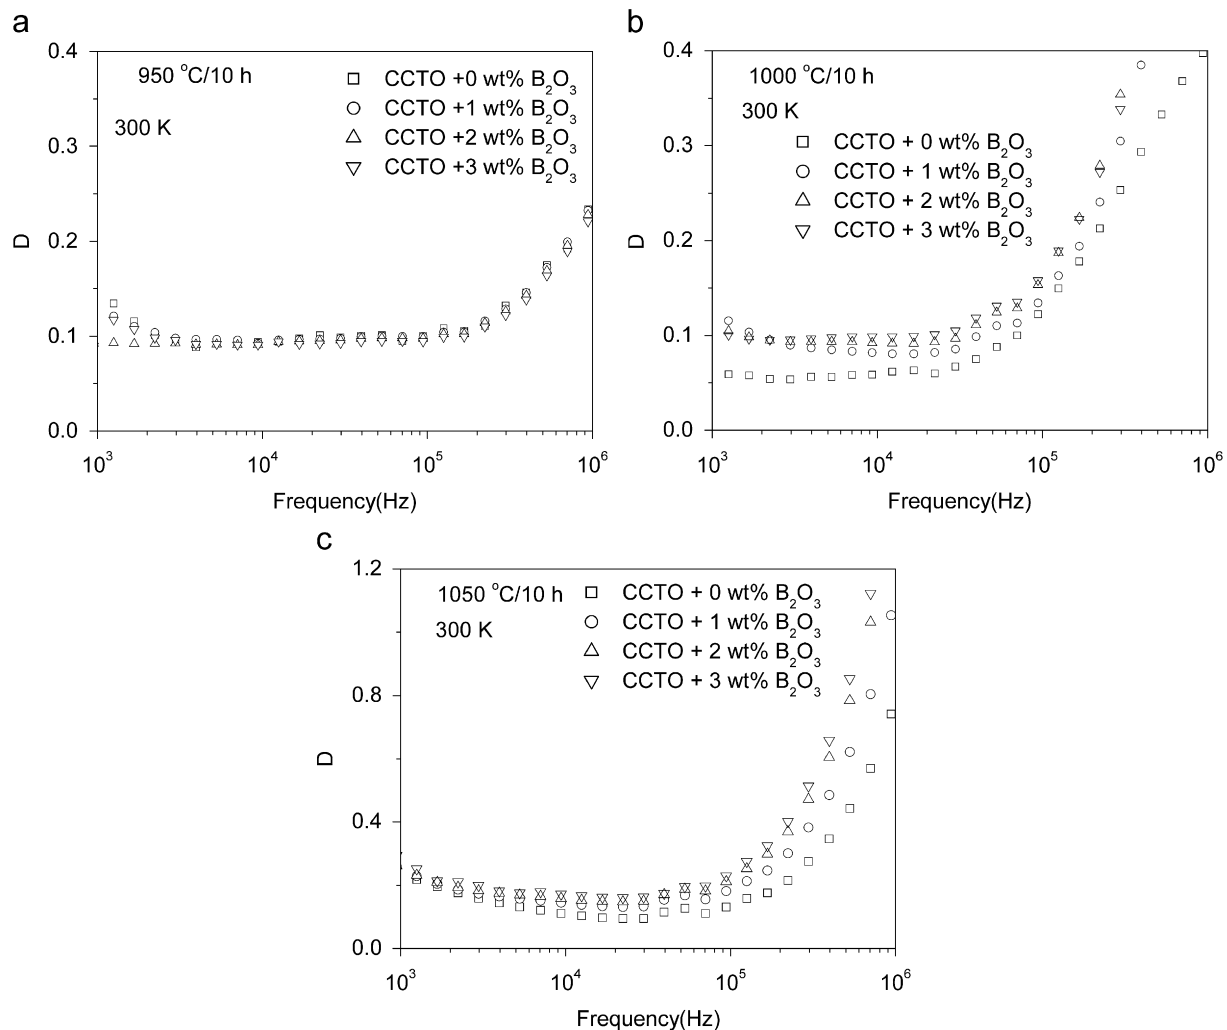 a
0.4
0.3
0.2
0.1
0.0
D
950 °C/10 h
300 K
CCTO +0 wt% B₂O₃
CCTO +1 wt% B₂O₃
CCTO +2 wt% B₂O₃
CCTO +3 wt% B₂O₃
10³ 10⁴ 10⁵ 10⁶
Frequency(Hz)
b
0.4
0.3
0.2
0.1
0.0
D
1000 °C/10 h
300 K
CCTO + 0 wt% B₂O₃
CCTO + 1 wt% B₂O₃
CCTO + 2 wt% B₂O₃
CCTO + 3 wt% B₂O₃
10³ 10⁴ 10⁵ 10⁶
Frequency(Hz)
c
1.2
0.8
0.4
0.0
D
1050 °C/10 h
300 K
CCTO + 0 wt% B₂O₃
CCTO + 1 wt% B₂O₃
CCTO + 2 wt% B₂O₃
CCTO + 3 wt% B₂O₃
10³ 10⁴ 10⁵ 10⁶
Frequency(Hz)